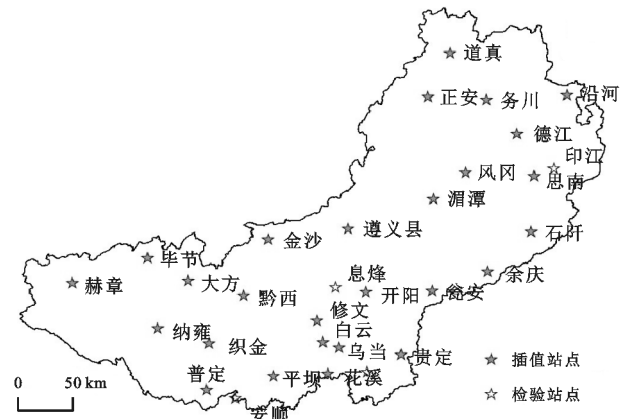 道真
正安
务川
沿河
德江
印江
风冈
思南
湄潭
石阡
遵义县
金沙
毕节
余庆
赫章
大方
息烽
黔西
开阳
瓮安
修文
纳雍
白云
织金
乌当
贵定
插值站点
普定
平坝
花溪
0 50 km
检验站点
安顺